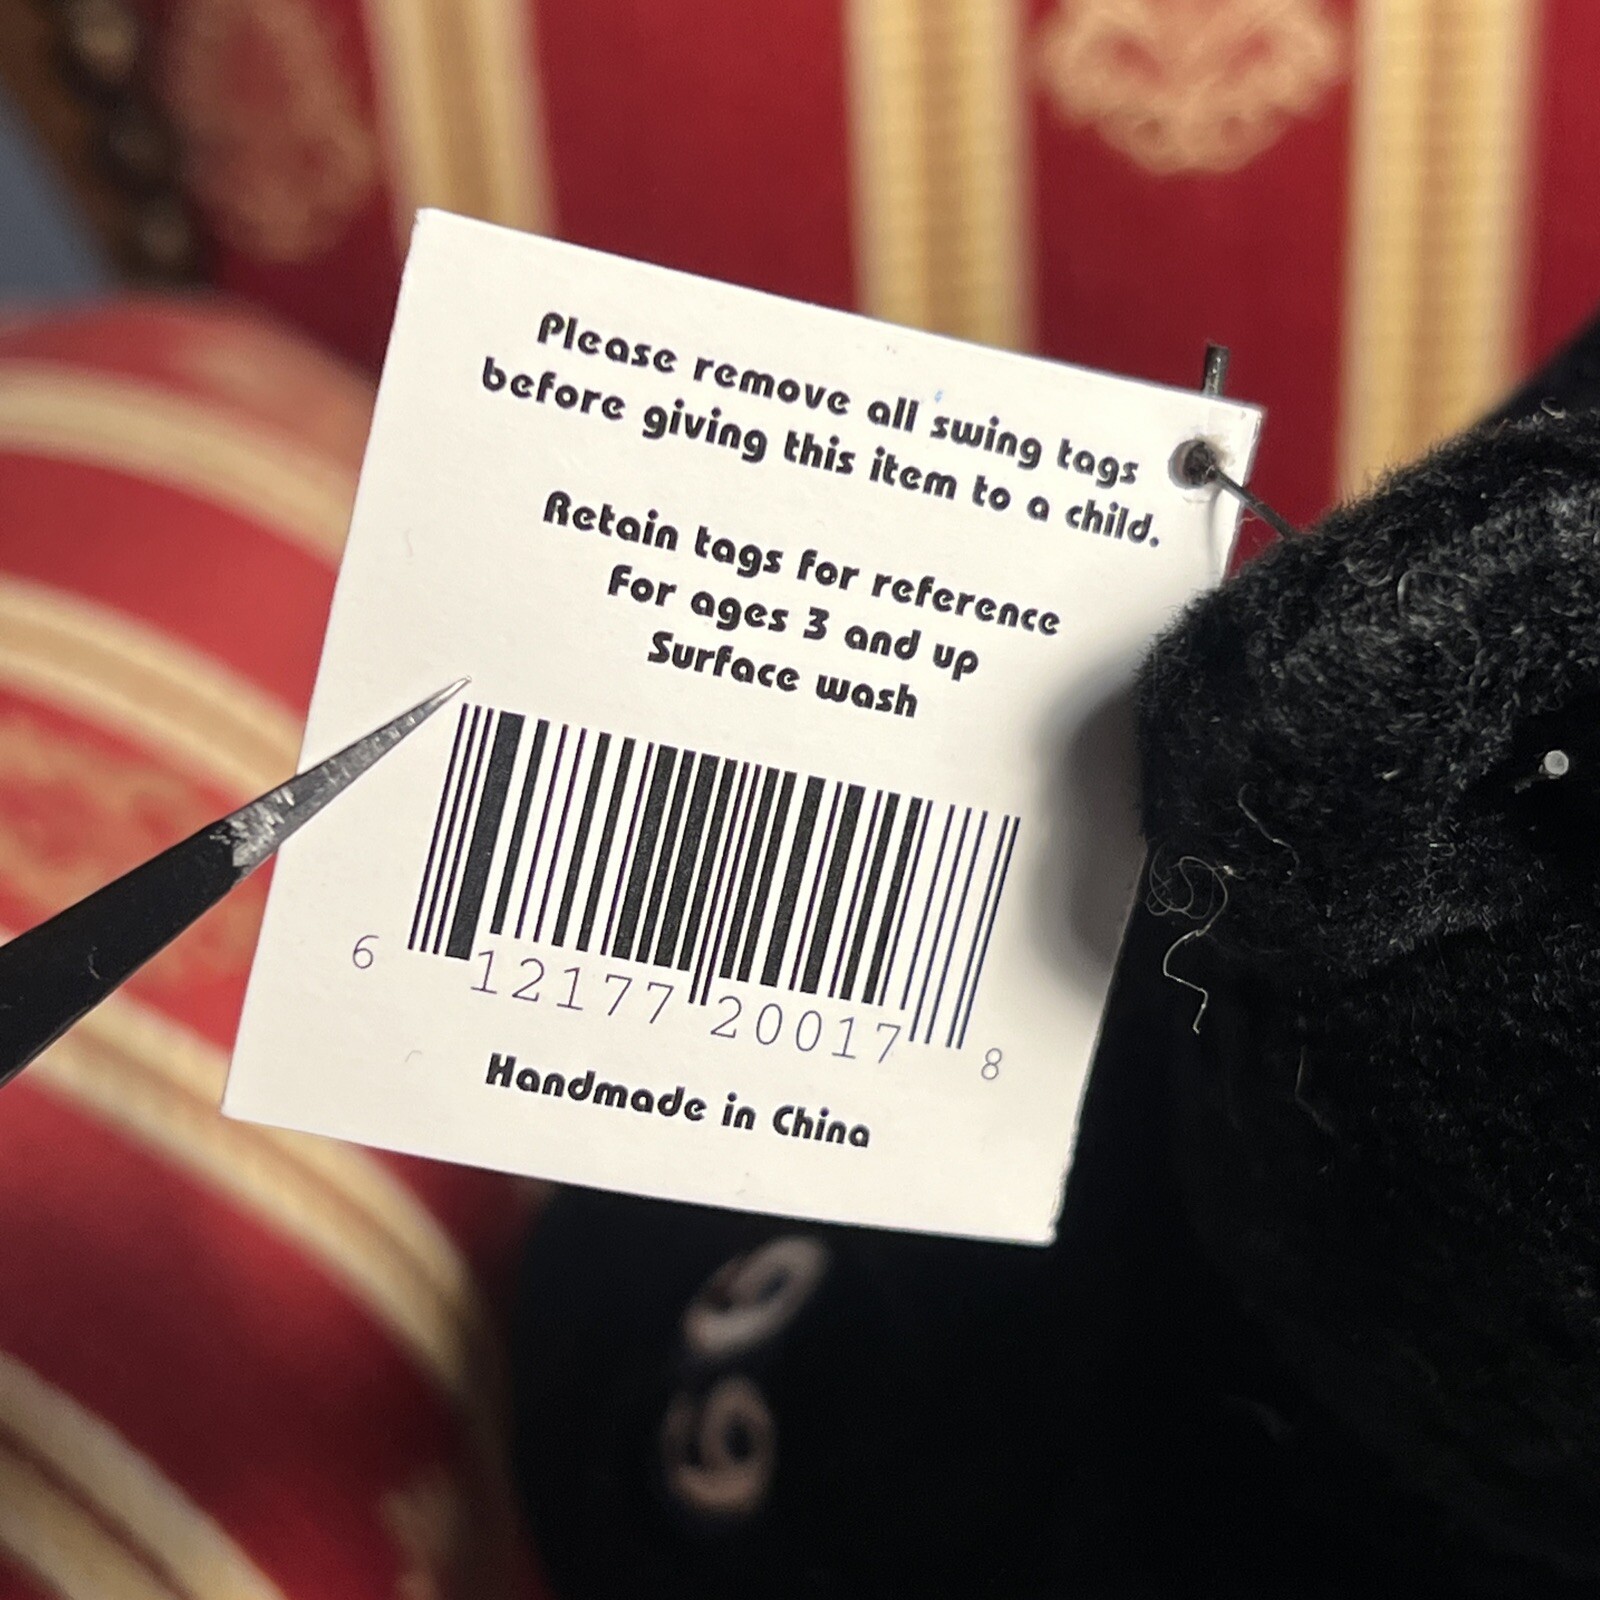 Please remove all swing tags
before giving this item to a child.
Retain tags for reference
For ages 3 and up
Surface wash
6 12177 20017 8
Handmade in China